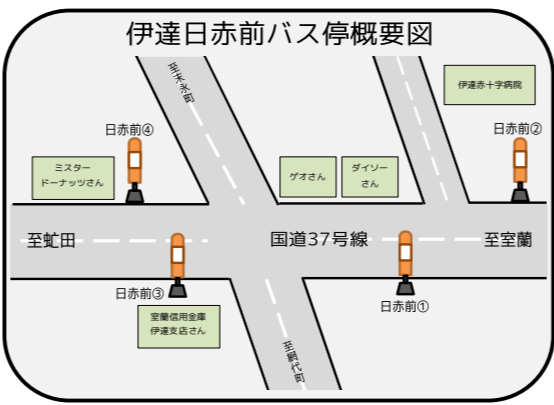 伊達日赤前バス停概要図
至末永町
伊達赤十字病院
日赤前④
日赤前②
ミスター
ドーナッツさん
ゲオさん
ダイソー
さん
至虻田
国道37号線
至室蘭
日赤前③
日赤前①
室蘭信用金庫
伊達支店さん